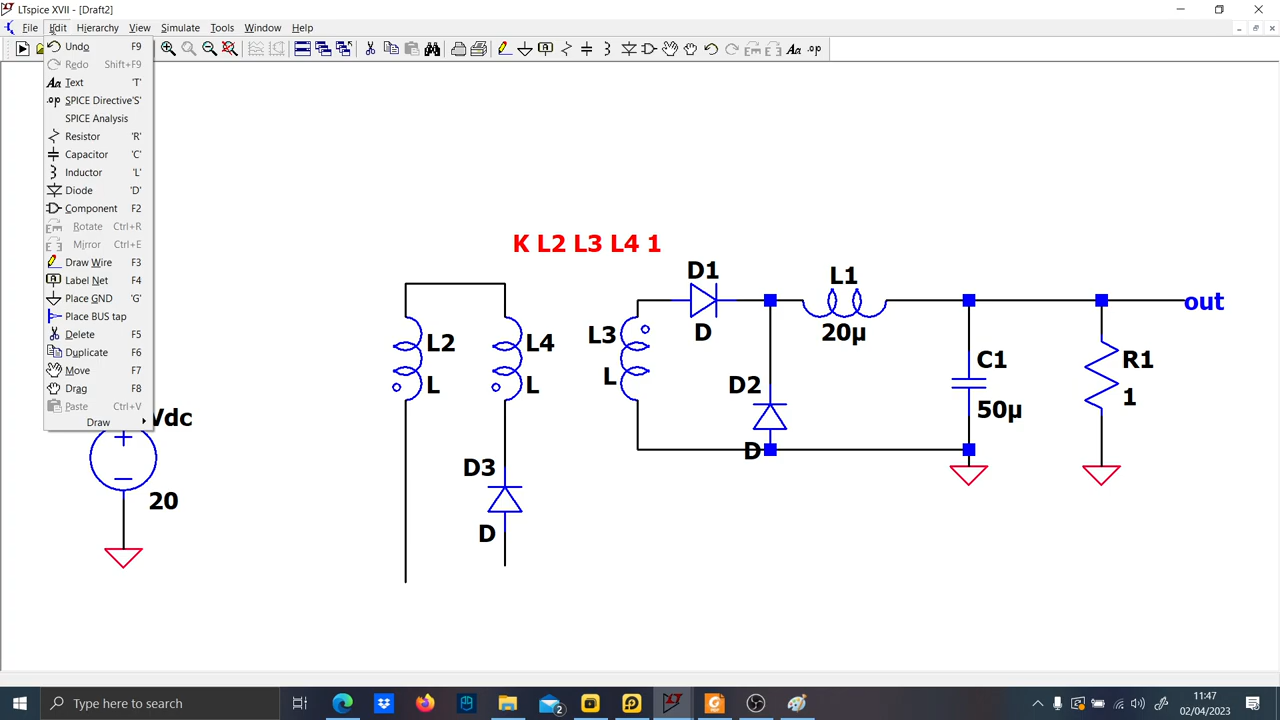 LTspice XVII - [Draft2]
File Edit Hierarchy View Simulate Tools Window Help
Undo F9
Redo Shift+F9
Text 'T'
SPICE Directive'S'
SPICE Analysis
Resistor 'R'
Capacitor 'C'
Inductor 'L'
Diode 'D'
Component F2
Rotate Ctrl+R
Mirror Ctrl+E
Draw Wire F3
Label Net F4
Place GND 'G'
Place BUS tap
Delete F5
Duplicate F6
Move F7
Drag F8
Paste Ctrl+V
Draw
K L2 L3 L4 1
D1
L1
out
L2
L4
L3
D
20µ
L
L
L
D2
C1
R1
1
Vdc
50µ
D
D3
20
D
Type here to search
11:47
02/04/2023